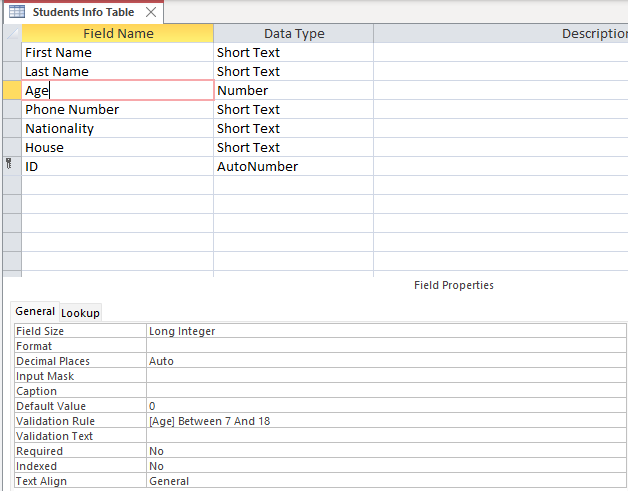 Students Info Table
Field Name Data Type Descriptio
First Name Short Text
Last Name Short Text
Age Number
Phone Number Short Text
Nationality Short Text
House Short Text
ID AutoNumber
Field Properties
General Lookup
Field Size Long Integer
Format
Decimal Places Auto
Input Mask
Caption
Default Value 0
Validation Rule [Age] Between 7 And 18
Validation Text
Required No
Indexed No
Text Align General